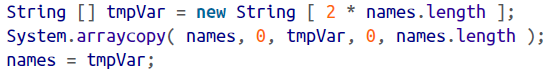 String [] tmpVar = new String [ 2 * names.length ];
System.arraycopy( names, 0, tmpVar, 0, names.length );
names = tmpVar;